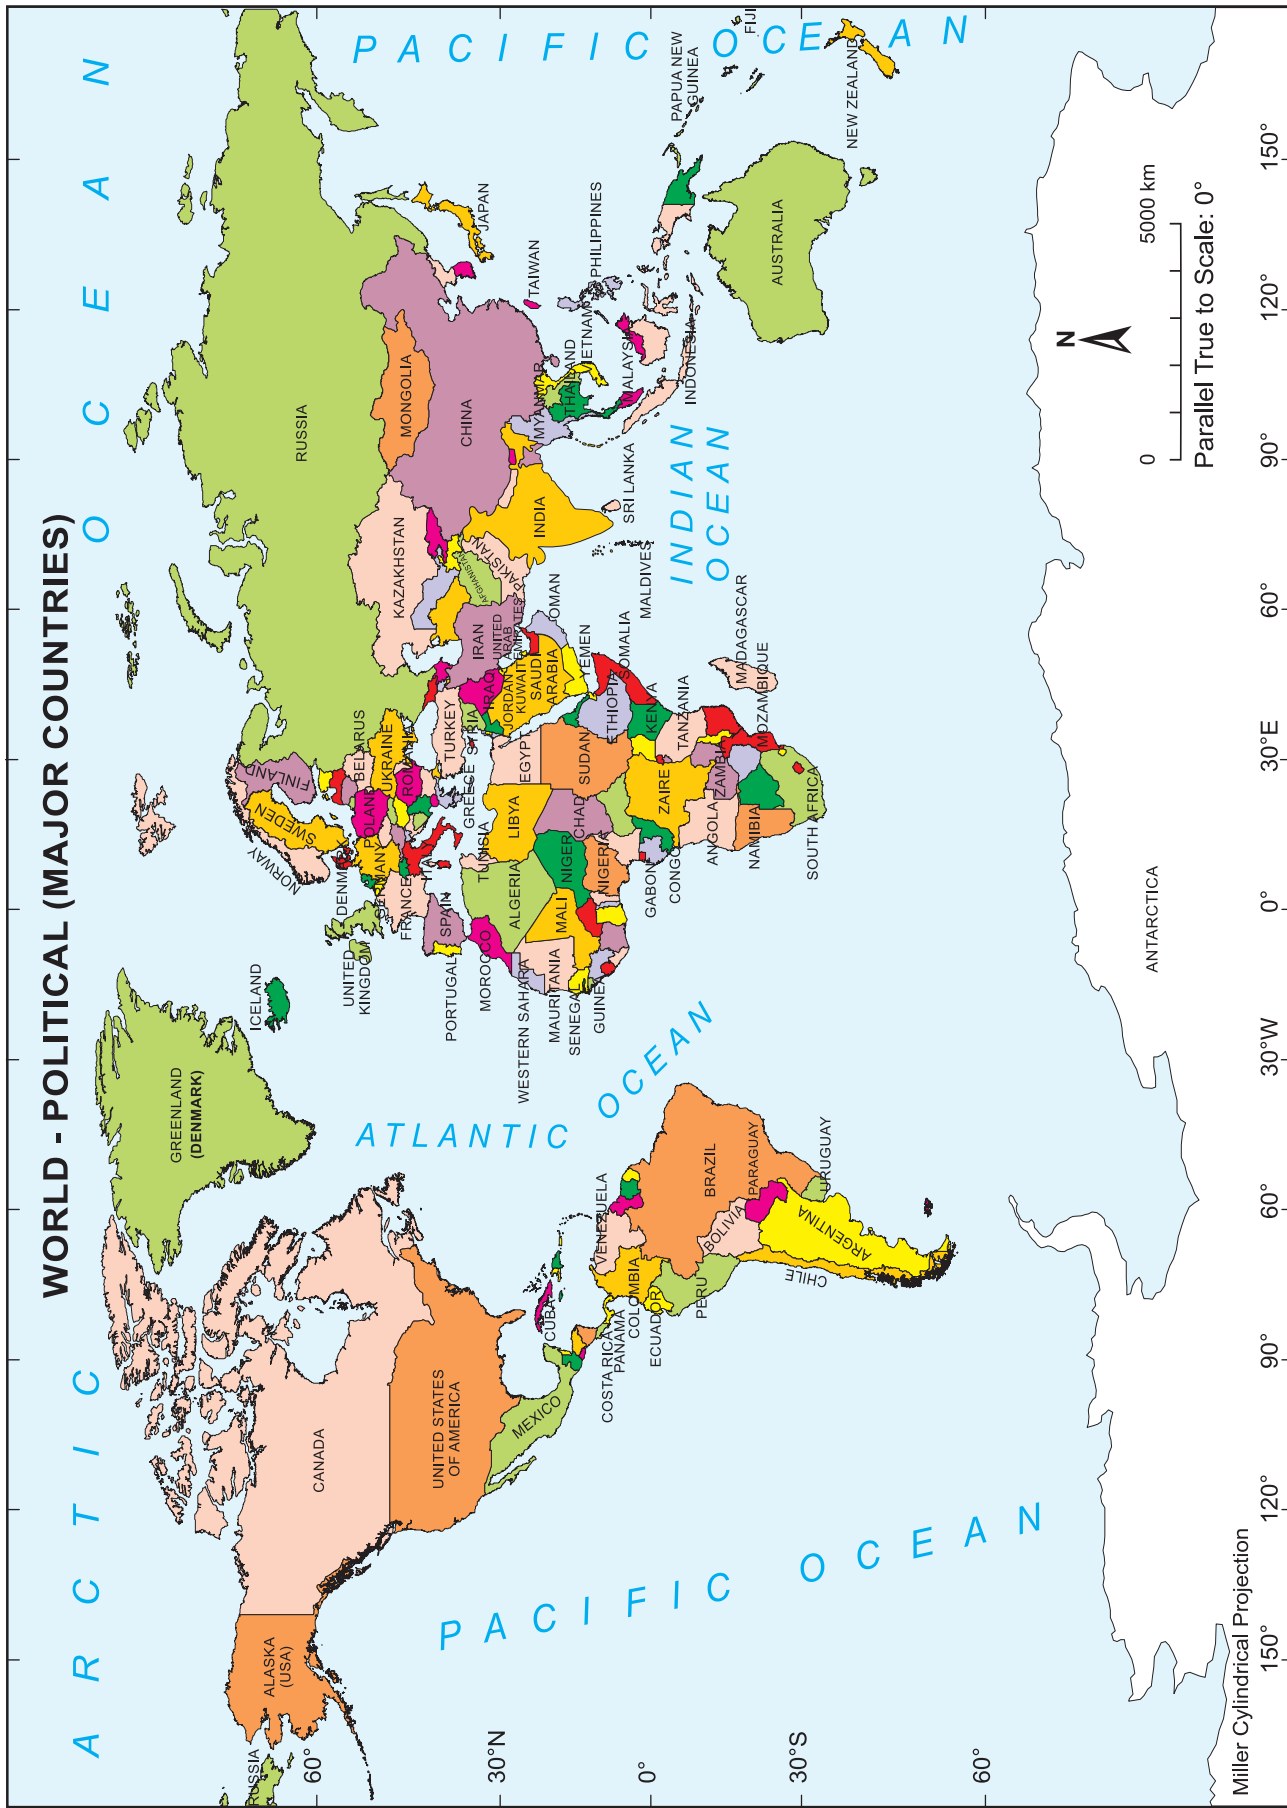 WORLD - POLITICAL (MAJOR COUNTRIES)
ARCTIC OCEAN
RUSSIA
ALASKA
(USA)
CANADA
GREENLAND
(DENMARK)
ICELAND
UNITED STATES
OF AMERICA
MEXICO
CUBA
COSTA RICA
PANAMA
COLOMBIA
VENEZUELA
ECUADOR
PERU
BRAZIL
BOLIVIA
PARAGUAY
URUGUAY
ARGENTINA
CHILE
PACIFIC OCEAN
ATLANTIC
OCEAN
NORWAY
SWEDEN
FINLAND
UNITED
KINGDOM
DENMARK
GERMAN
POLAND
BELARUS
UKRAINE
ROMANIA
FRANCE
ITA
SPAIN
PORTUGAL
GREECE
TURKEY
SYRIA
IRAQ
IRAN
JORDAN
KUWAIT
SAUDI
ARABIA
UNITED
ARAB
EMIRATES
OMAN
YEMEN
RUSSIA
KAZAKHSTAN
MONGOLIA
CHINA
JAPAN
TAIWAN
PHILIPPINES
AFGHANISTAN
PAKISTAN
INDIA
MYANMAR
THAILAND
VIETNAM
MALAYSIA
INDONESIA
SRI LANKA
MALDIVES
PAPUA NEW
GUINEA
FIJI
AUSTRALIA
NEW ZEALAND
PACIFIC OCEAN
INDIAN
OCEAN
MOROCCO
WESTERN SAHARA
MAURITANIA
SENEGAL
GUINEA
ALGERIA
TUNISIA
LIBYA
EGYPT
MALI
NIGER
CHAD
SUDAN
NIGERIA
ETHIOPIA
SOMALIA
KENYA
TANZANIA
ZAIRE
GABON
CONGO
ANGOLA
ZAMBIA
NAMIBIA
SOUTH AFRICA
MOZAMBIQUE
MADAGASCAR
ANTARCTICA
N
0 5000 km
Parallel True to Scale: 0°
Miller Cylindrical Projection
60°
30°N
0°
30°S
60°
150° 120° 90° 60° 30°W 0° 30°E 60° 90° 120° 150°